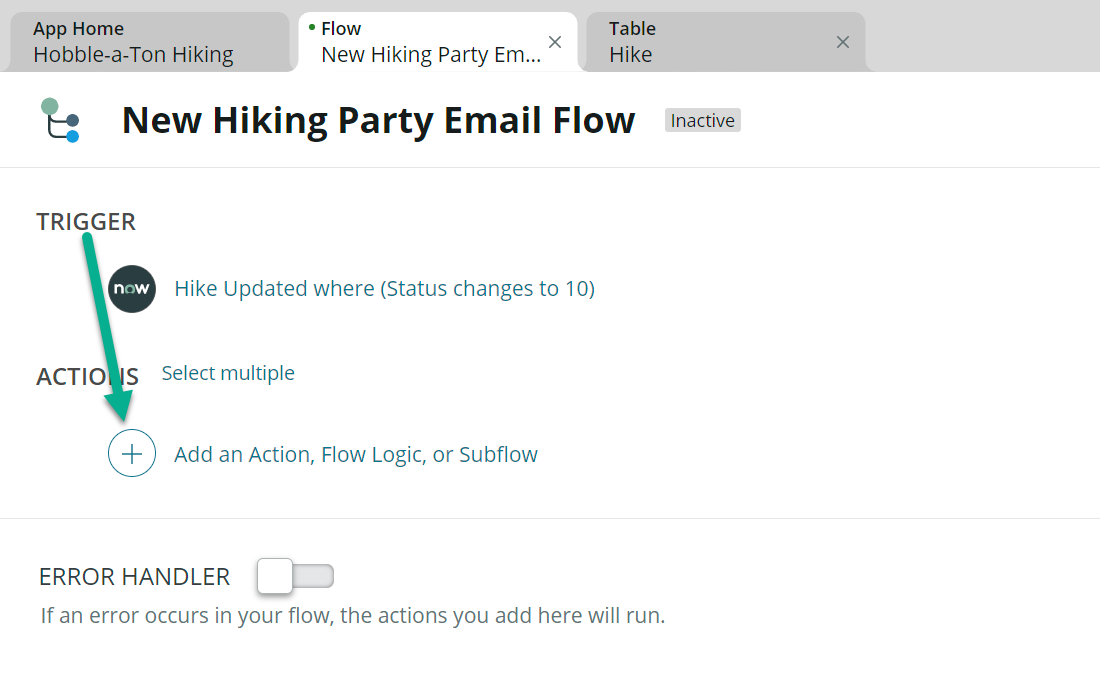 App Home
Hobble-a-Ton Hiking
Flow
New Hiking Party Em...
Table
Hike
New Hiking Party Email Flow
Inactive
TRIGGER
now
Hike Updated where (Status changes to 10)
ACTIONS
Select multiple
Add an Action, Flow Logic, or Subflow
ERROR HANDLER
If an error occurs in your flow, the actions you add here will run.